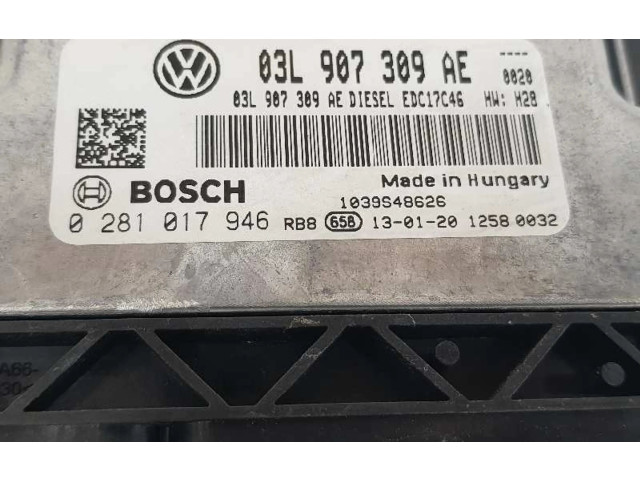 03L 907 309 AE
----
0020
03L 907 309 AE DIESEL EDC17C46 HW: H28
BOSCH
Made in Hungary
1039S48626
0 281 017 946 RB8 658 13-01-20 1258 0032
A66-